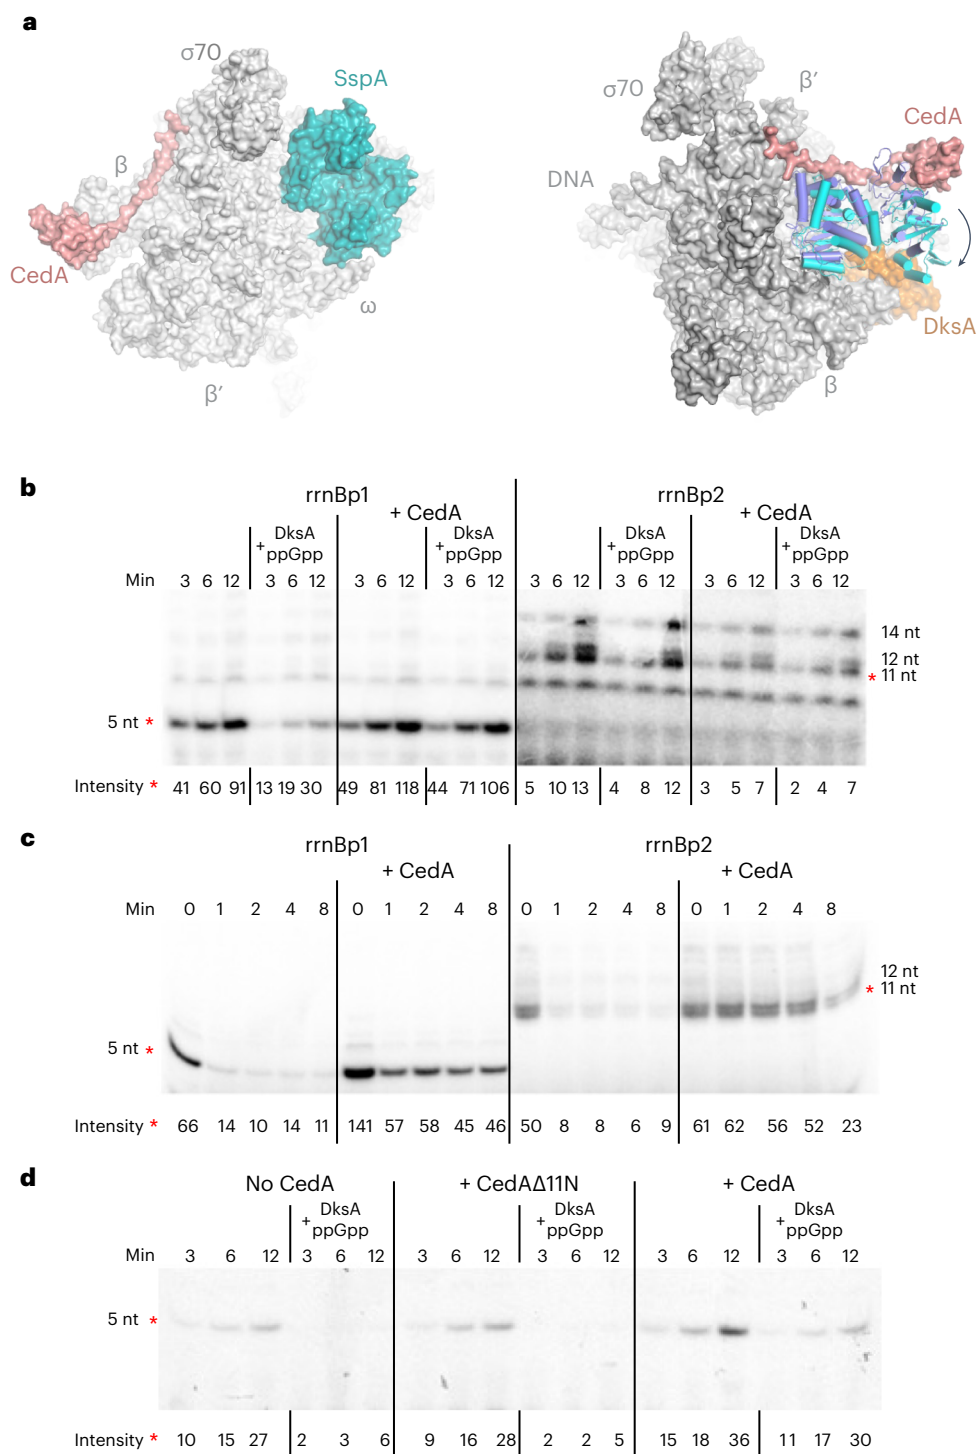 a
σ70
SspA
β
CedA
ω
β′
σ70
β′
CedA
DNA
DksA
β
b
rrnBp1
rrnBp2
+ CedA
+ CedA
+ DksA ppGpp
+ DksA ppGpp
+ DksA ppGpp
+ DksA ppGpp
Min 3 6 12 3 6 12 3 6 12 3 6 12 3 6 12 3 6 12 3 6 12 3 6 12
14 nt
12 nt
* 11 nt
5 nt *
Intensity * 41 60 91 13 19 30 49 81 118 44 71 106 5 10 13 4 8 12 3 5 7 2 4 7
c
rrnBp1
rrnBp2
+ CedA
+ CedA
Min 0 1 2 4 8 0 1 2 4 8 0 1 2 4 8 0 1 2 4 8
12 nt
* 11 nt
5 nt *
Intensity * 66 14 10 14 11 141 57 58 45 46 50 8 8 6 9 61 62 56 52 23
d
No CedA
+ CedAΔ11N
+ CedA
+ DksA ppGpp
+ DksA ppGpp
+ DksA ppGpp
Min 3 6 12 3 6 12 3 6 12 3 6 12 3 6 12 3 6 12
5 nt *
Intensity * 10 15 27 2 3 6 9 16 28 2 2 5 15 18 36 11 17 30